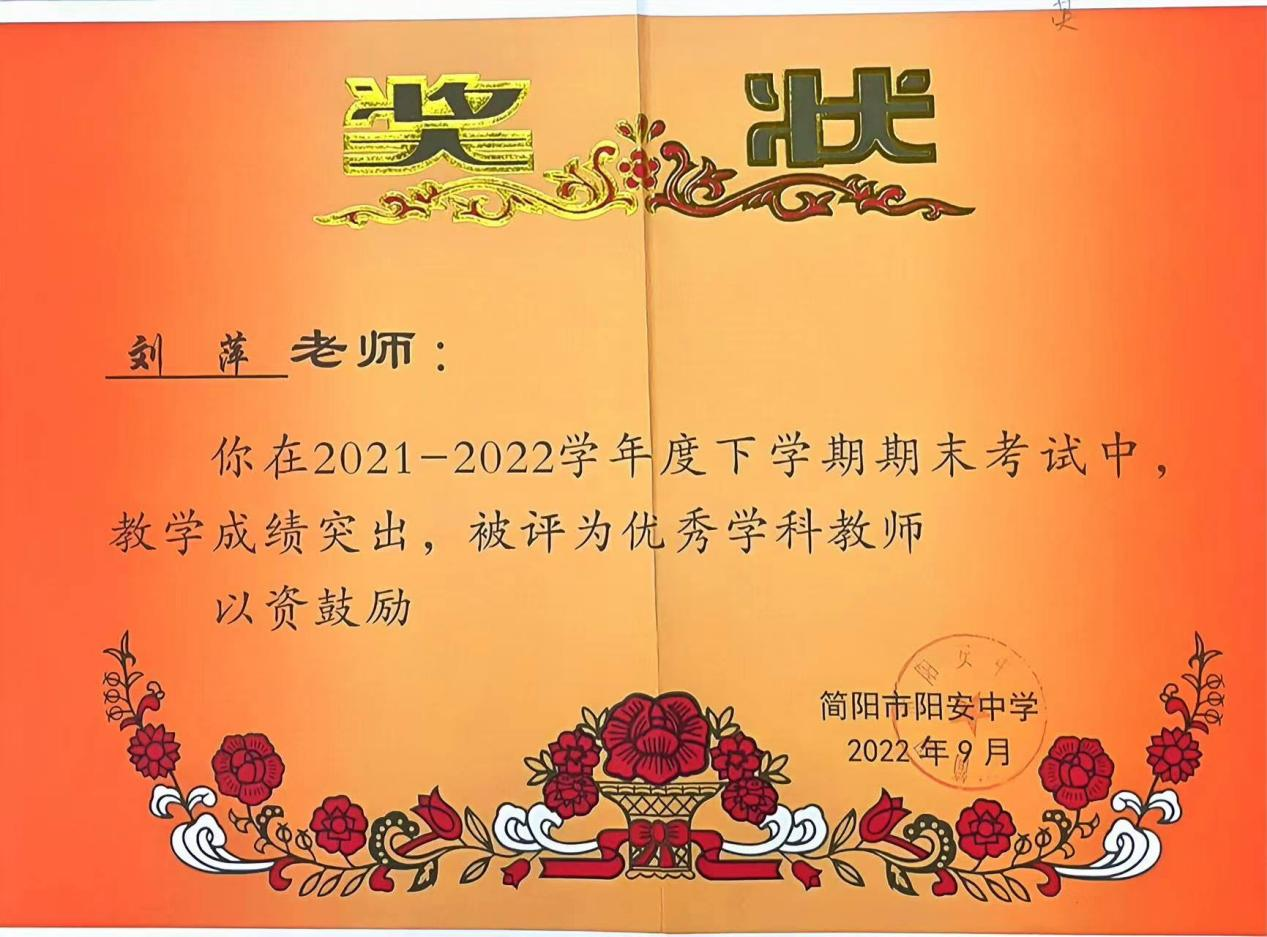 奖状
刘 萍 老师：
你在2021-2022学年度下学期期末考试中，
教学成绩突出，被评为优秀学科教师
以资鼓励
简阳市阳安中学
2022年9月